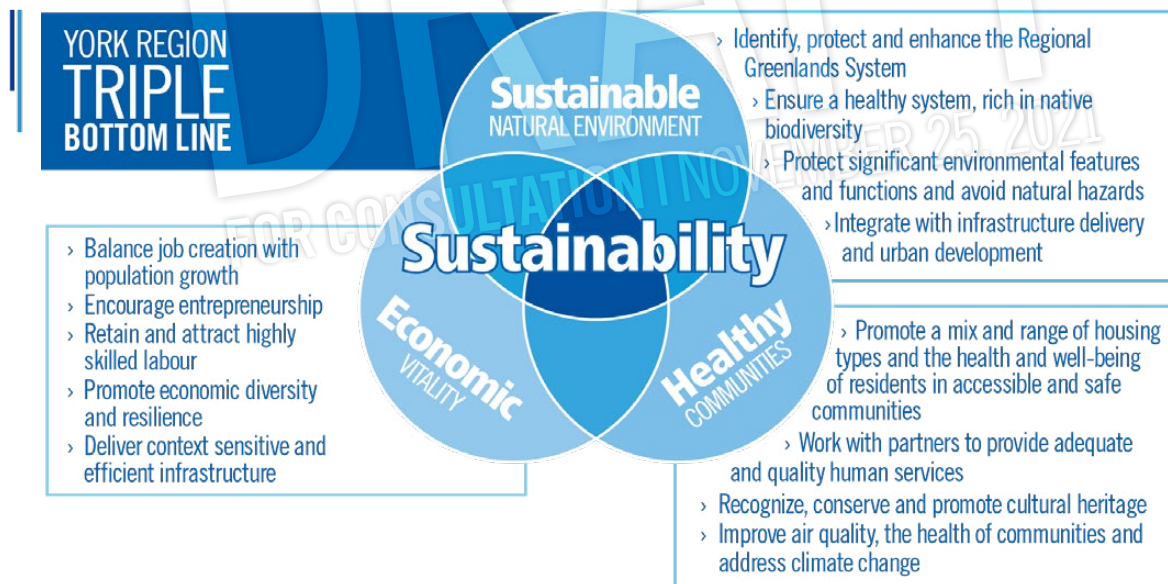 YORK REGION
TRIPLE
BOTTOM LINE
DRAFT
FOR CONSULTATION | NOVEMBER 25, 2021
Sustainable
NATURAL ENVIRONMENT
Sustainability
Economic
VITALITY
Healthy
COMMUNITIES
› Identify, protect and enhance the Regional
Greenlands System
› Ensure a healthy system, rich in native
biodiversity
› Protect significant environmental features
and functions and avoid natural hazards
› Integrate with infrastructure delivery
and urban development
› Balance job creation with
population growth
› Encourage entrepreneurship
› Retain and attract highly
skilled labour
› Promote economic diversity
and resilience
› Deliver context sensitive and
efficient infrastructure
› Promote a mix and range of housing
types and the health and well-being
of residents in accessible and safe
communities
› Work with partners to provide adequate
and quality human services
› Recognize, conserve and promote cultural heritage
› Improve air quality, the health of communities and
address climate change